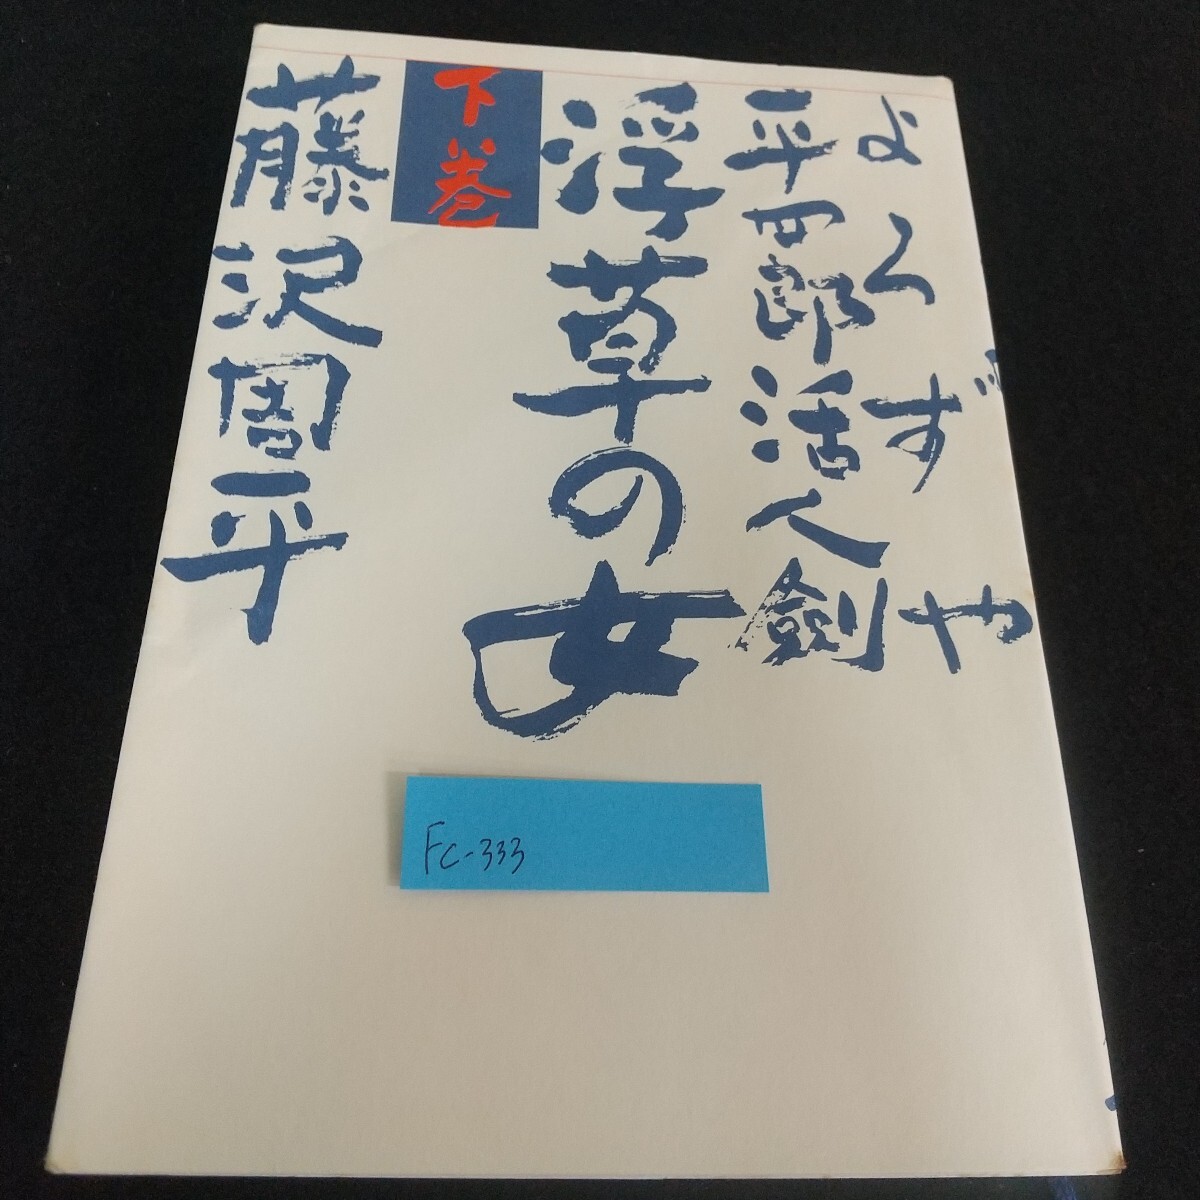 よろずや
平四郎活人剣
浮草の女
下巻
藤沢周平
FC-333